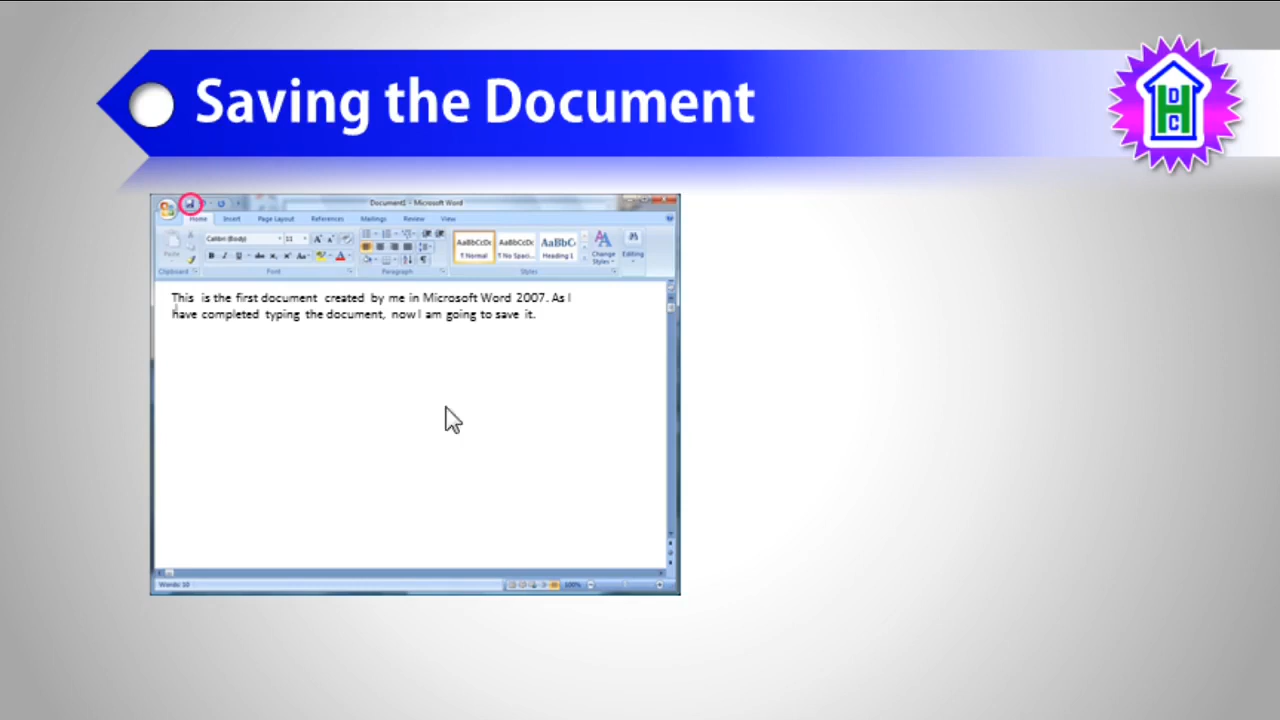 Saving the Document
D
H
C
Document1 - Microsoft Word
Home Insert Page Layout References Mailings Review View
Calibri (Body) 11
AaBbCcDc AaBbCcDc AaBbC
Paste
¶ Normal ¶ No Spaci... Heading 1 Change Styles Editing
Clipboard Font Paragraph Styles
This is the first document created by me in Microsoft Word 2007. As I
have completed typing the document, now I am going to save it.
Words: 10 100%